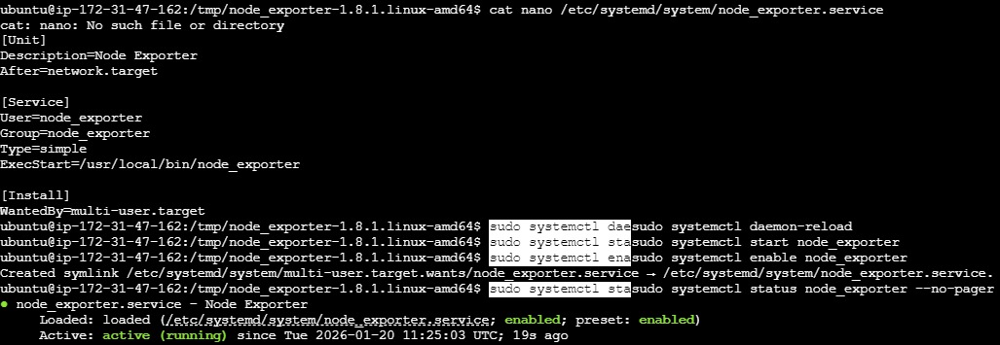 ubuntu@ip-172-31-47-162:/tmp/node_exporter-1.8.1.linux-amd64$ cat nano /etc/systemd/system/node_exporter.service
cat: nano: No such file or directory
[Unit]
Description=Node Exporter
After=network.target
[Service]
User=node_exporter
Group=node_exporter
Type=simple
ExecStart=/usr/local/bin/node_exporter
[Install]
WantedBy=multi-user.target
ubuntu@ip-172-31-47-162:/tmp/node_exporter-1.8.1.linux-amd64$ sudo systemctl daesudo systemctl daemon-reload
ubuntu@ip-172-31-47-162:/tmp/node_exporter-1.8.1.linux-amd64$ sudo systemctl stasudo systemctl start node_exporter
ubuntu@ip-172-31-47-162:/tmp/node_exporter-1.8.1.linux-amd64$ sudo systemctl enasudo systemctl enable node_exporter
Created symlink /etc/systemd/system/multi-user.target.wants/node_exporter.service → /etc/systemd/system/node_exporter.service.
ubuntu@ip-172-31-47-162:/tmp/node_exporter-1.8.1.linux-amd64$ sudo systemctl stasudo systemctl status node_exporter --no-pager
● node_exporter.service - Node Exporter
Loaded: loaded (/etc/systemd/system/node_exporter.service; enabled; preset: enabled)
Active: active (running) since Tue 2026-01-20 11:25:03 UTC; 19s ago